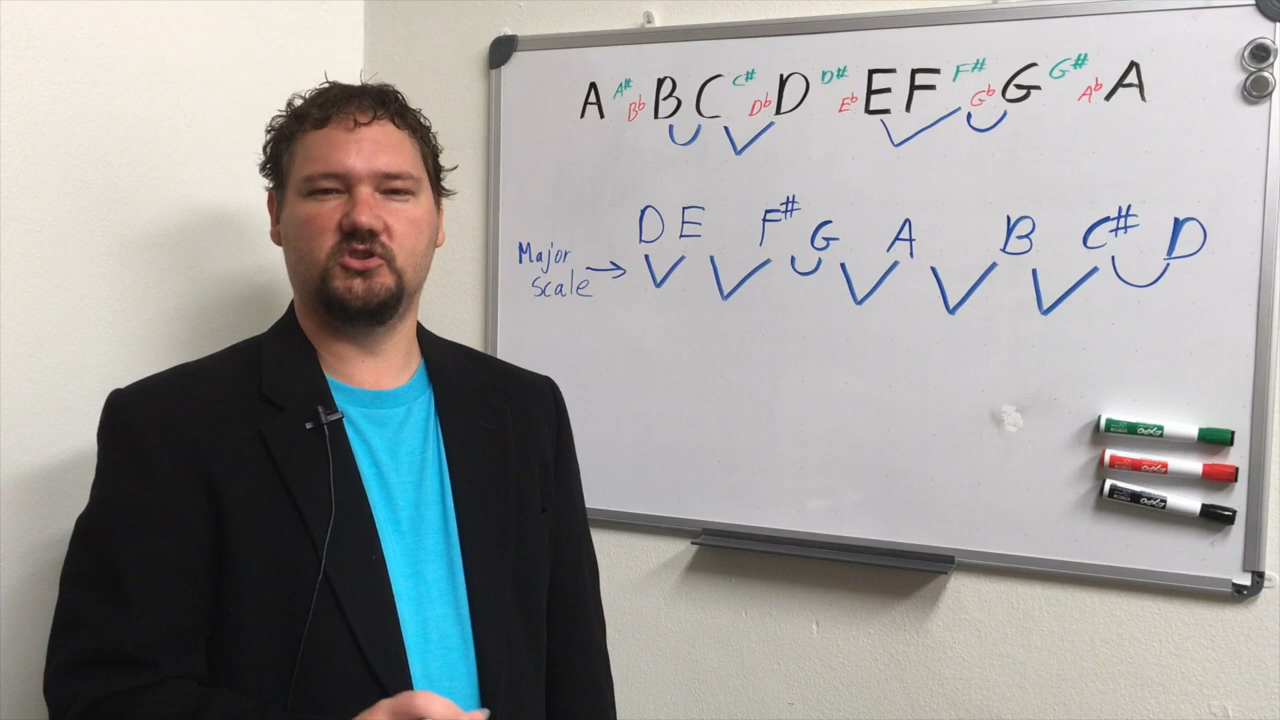 A A# Bb B C C# Db D D# Eb E F F# Gb G G# Ab A
D E F# G A B C# D
Major
scale →
EXPO
EXPO
EXPO